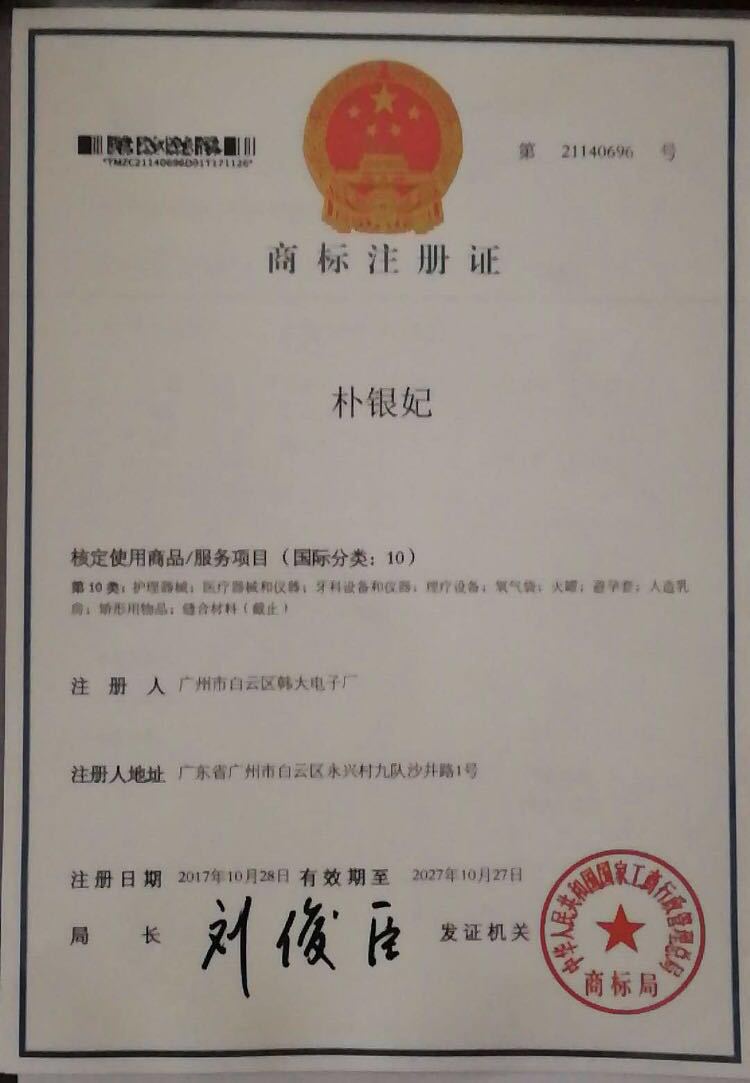 *TMZC21140696D01T171126*
第 21140696 号
商标注册证
朴银妃
核定使用商品/服务项目（国际分类：10）
第10类：护理器械；医疗器械和仪器；牙科设备和仪器；理疗设备；氧气袋；火罐；避孕套；人造乳
房；矫形用物品；缝合材料（截止）
注册人 广州市白云区韩大电子厂
注册人地址 广东省广州市白云区永兴村九队沙井路1号
注册日期 2017年10月28日 有效期至 2027年10月27日
局长 刘俊臣 发证机关
中华人民共和国国家工商行政管理总局
商标局